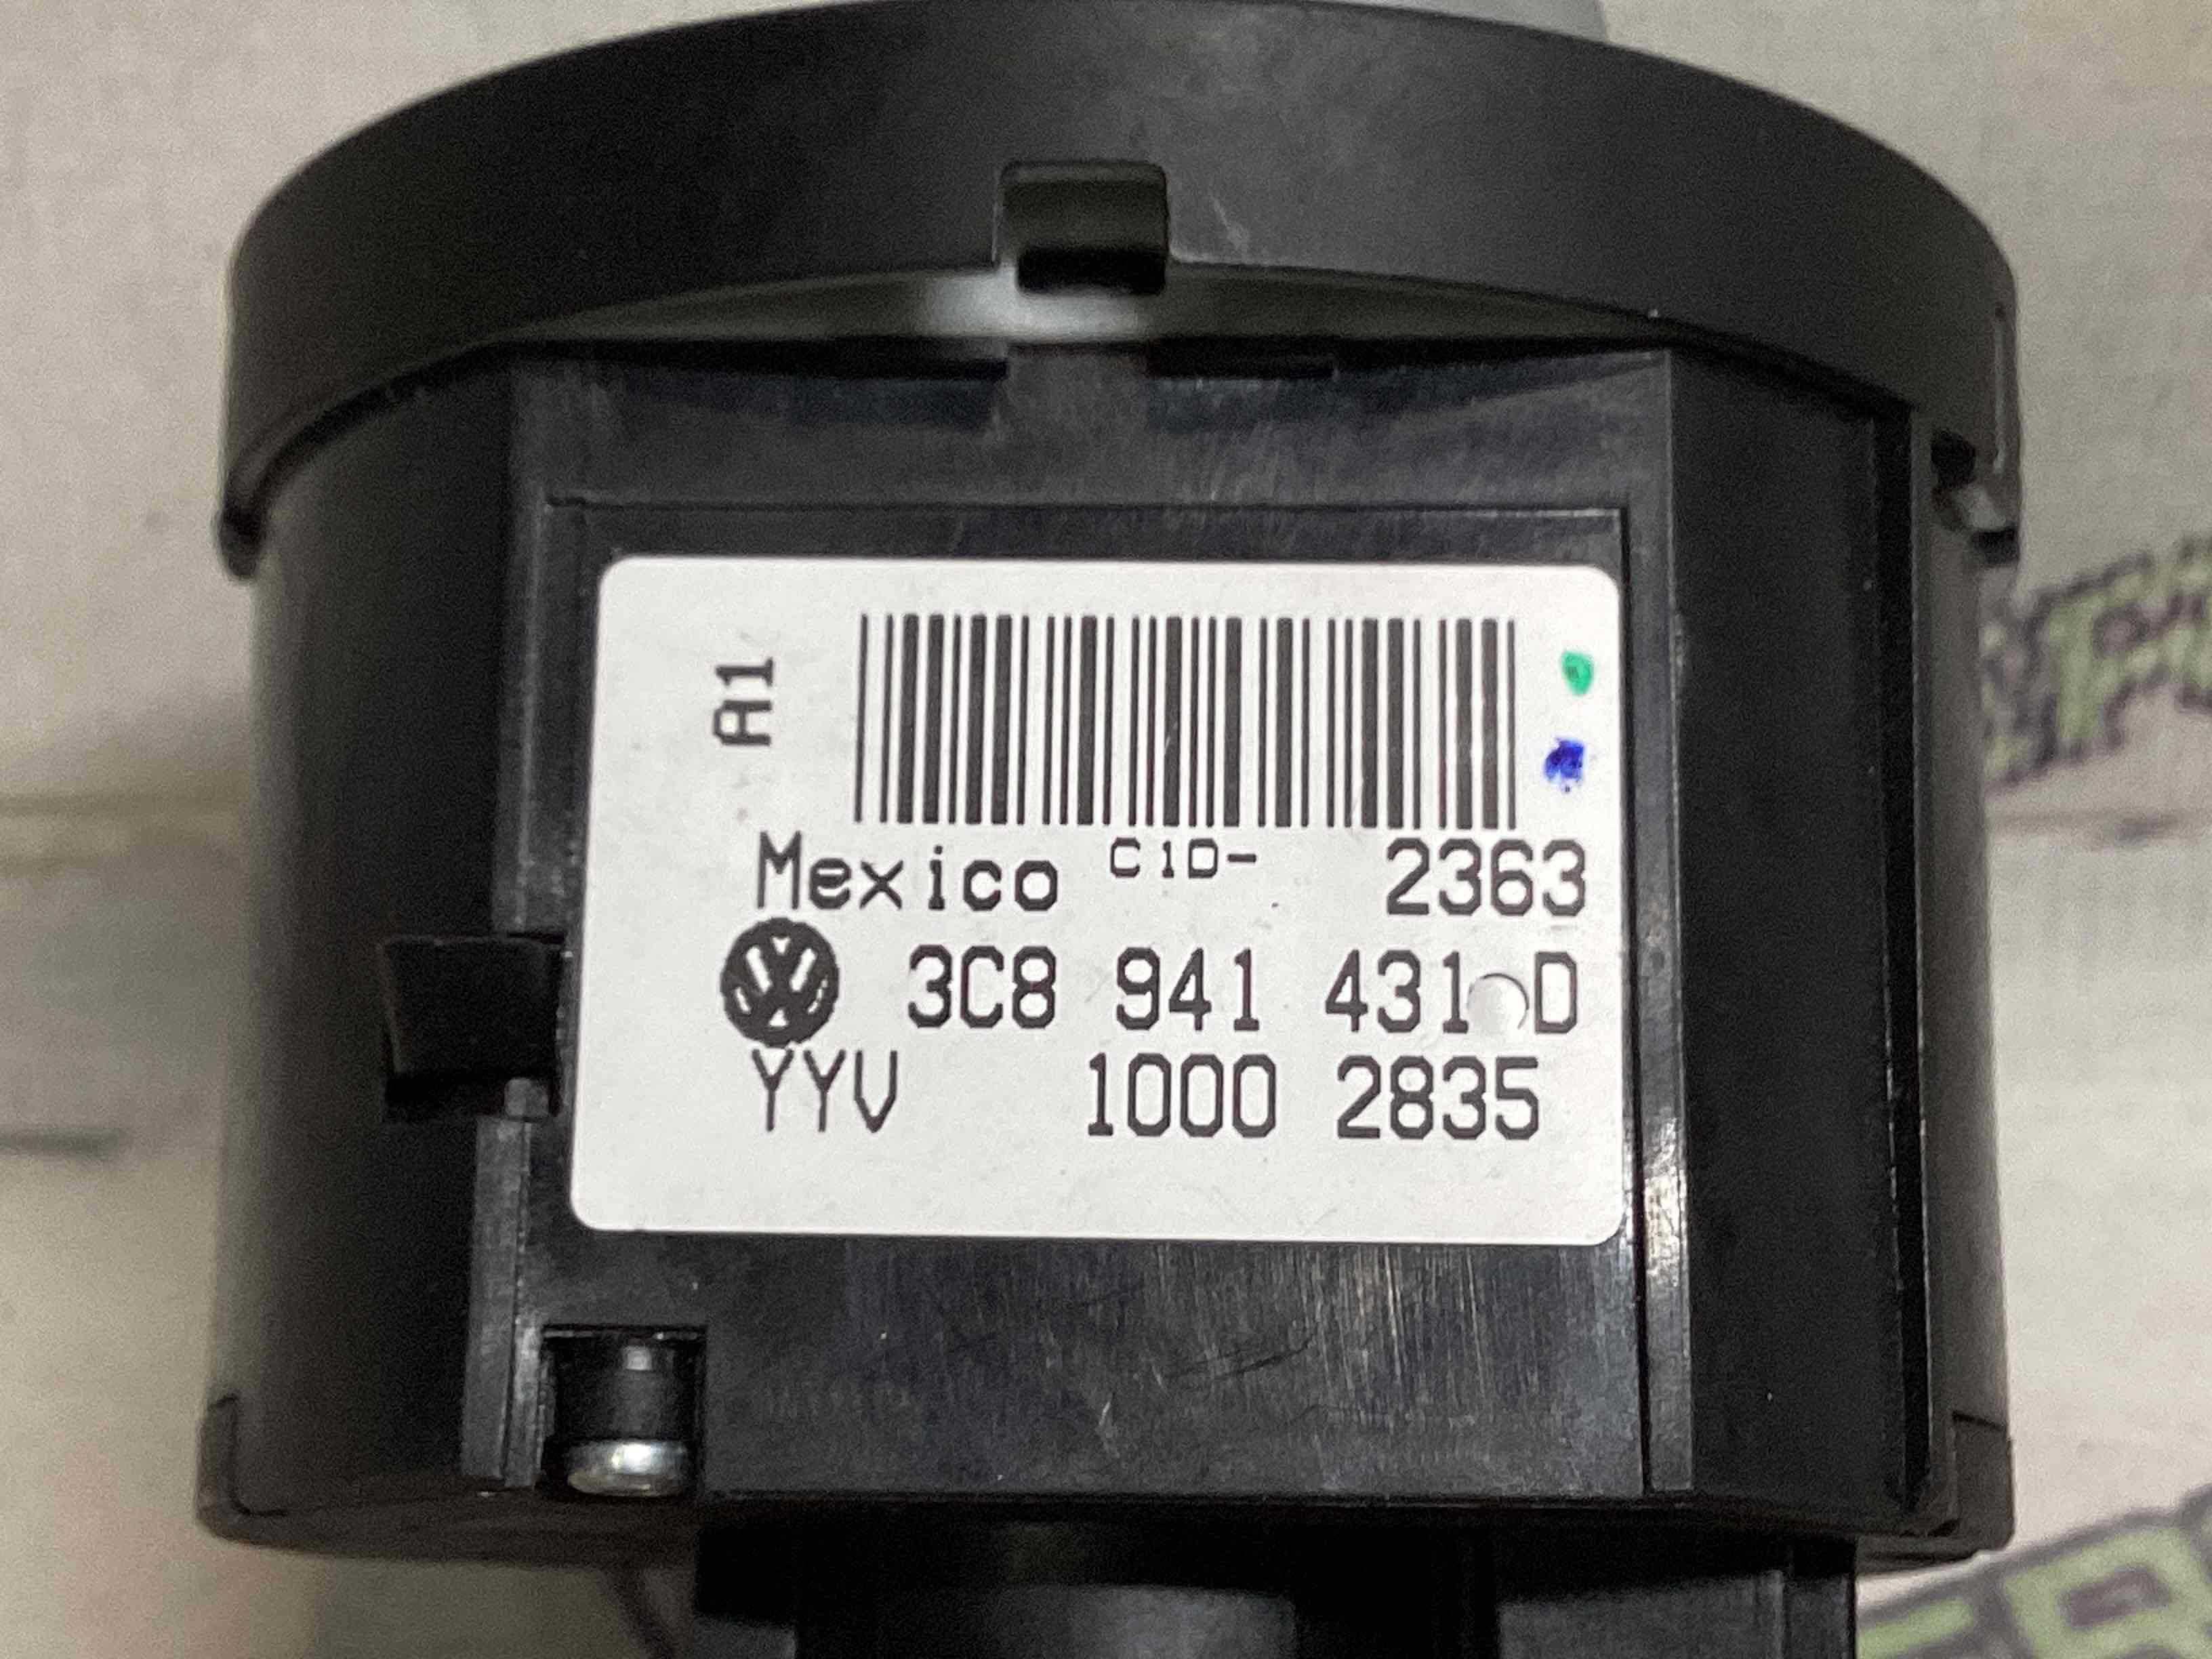 A1
Mexico C1D- 2363
3C8 941 431 D
YYV 1000 2835